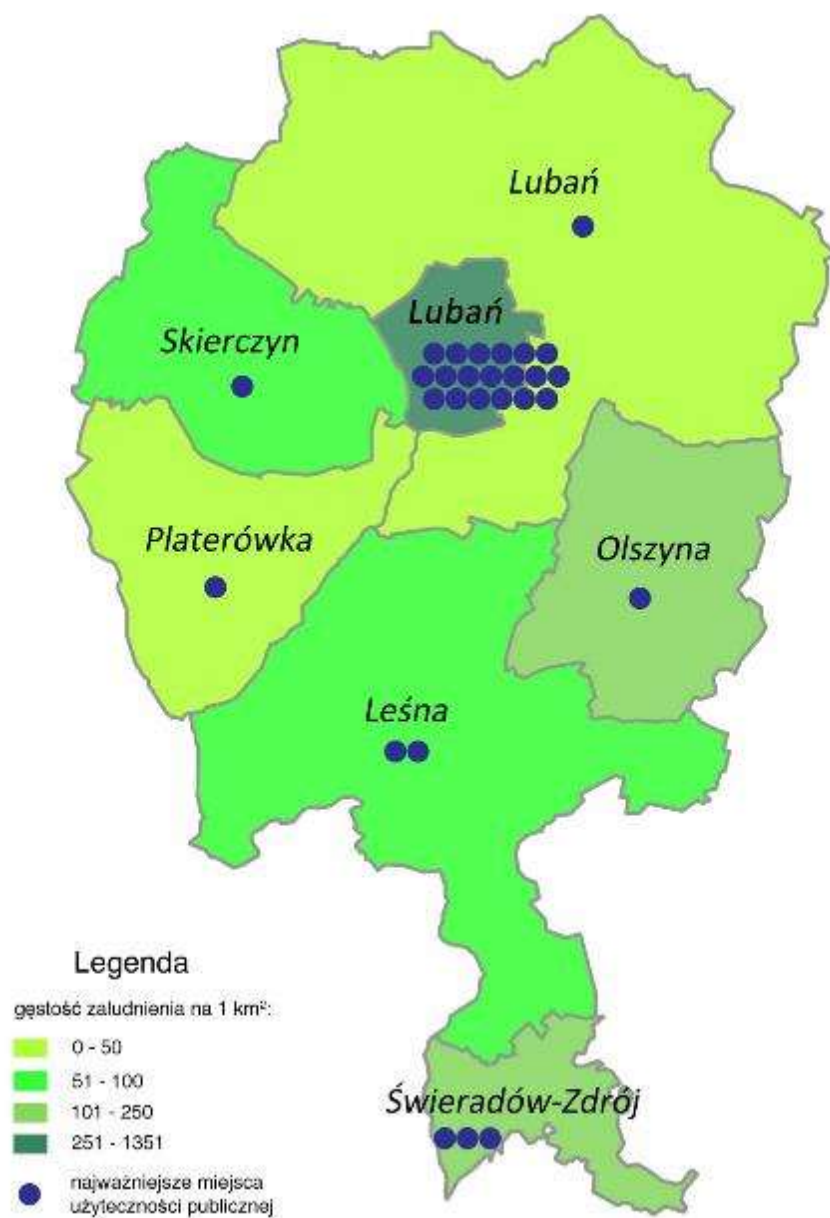 Lubań
Lubań
Skierczyn
Platerówka
Olszyna
Leśna
Świeradów-Zdrój
Legenda
gęstość zaludnienia na 1 km²:
0 - 50
51 - 100
101 - 250
251 - 1351
najważniejsze miejsca
użyteczności publicznej